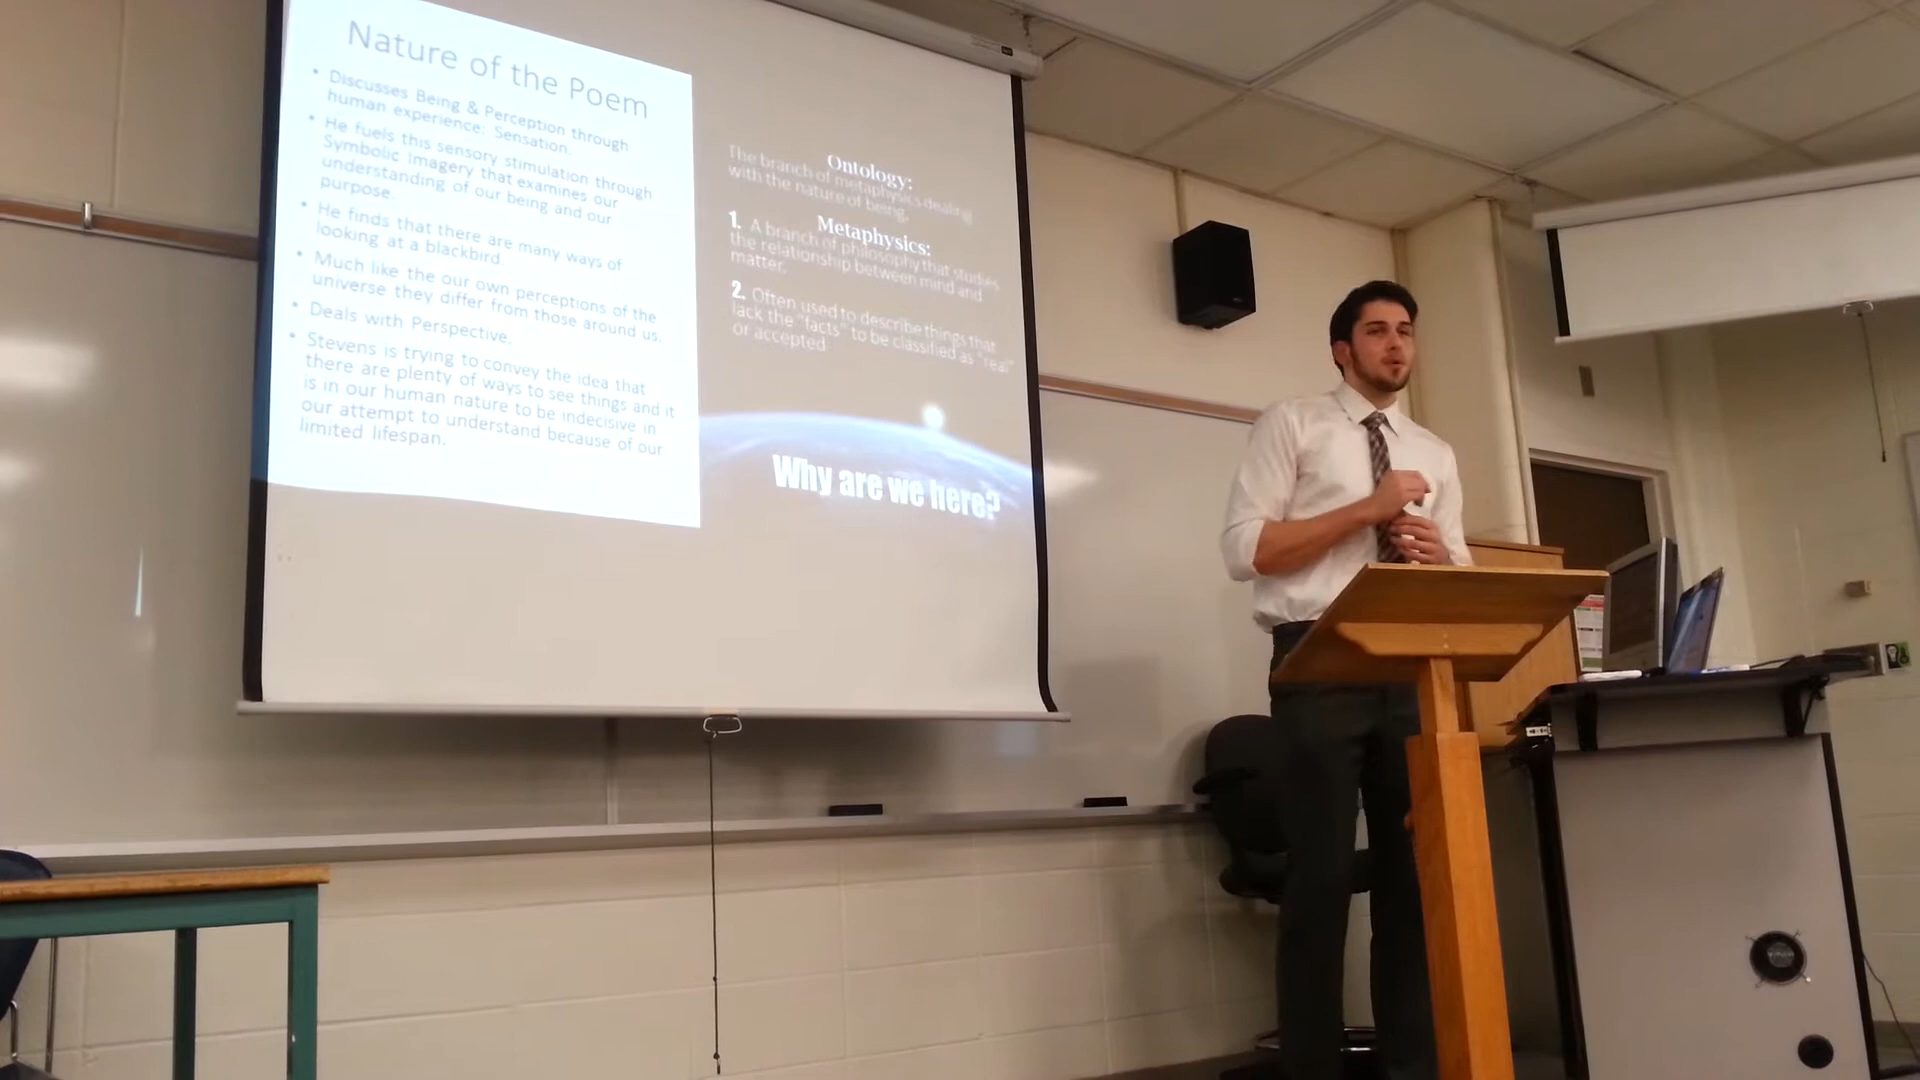 Nature of the Poem
• Discusses Being & Perception through
human experience: Sensation.
• He fuels this sensory stimulation through
Symbolic Imagery that examines our
understanding of our being and our
purpose.
• He finds that there are many ways of
looking at a blackbird.
• Much like the our own perceptions of the
universe they differ from those around us.
• Deals with Perspective.
• Stevens is trying to convey the idea that
there are plenty of ways to see things and it
is in our human nature to be indecisive in
our attempt to understand because of our
limited lifespan.
Ontology:
The branch of metaphysics dealing
with the nature of being.
Metaphysics:
1. A branch of philosophy that studies
the relationship between mind and
matter.
2. Often used to describe things that
lack the "facts" to be classified as "real"
or accepted
Why are we here?